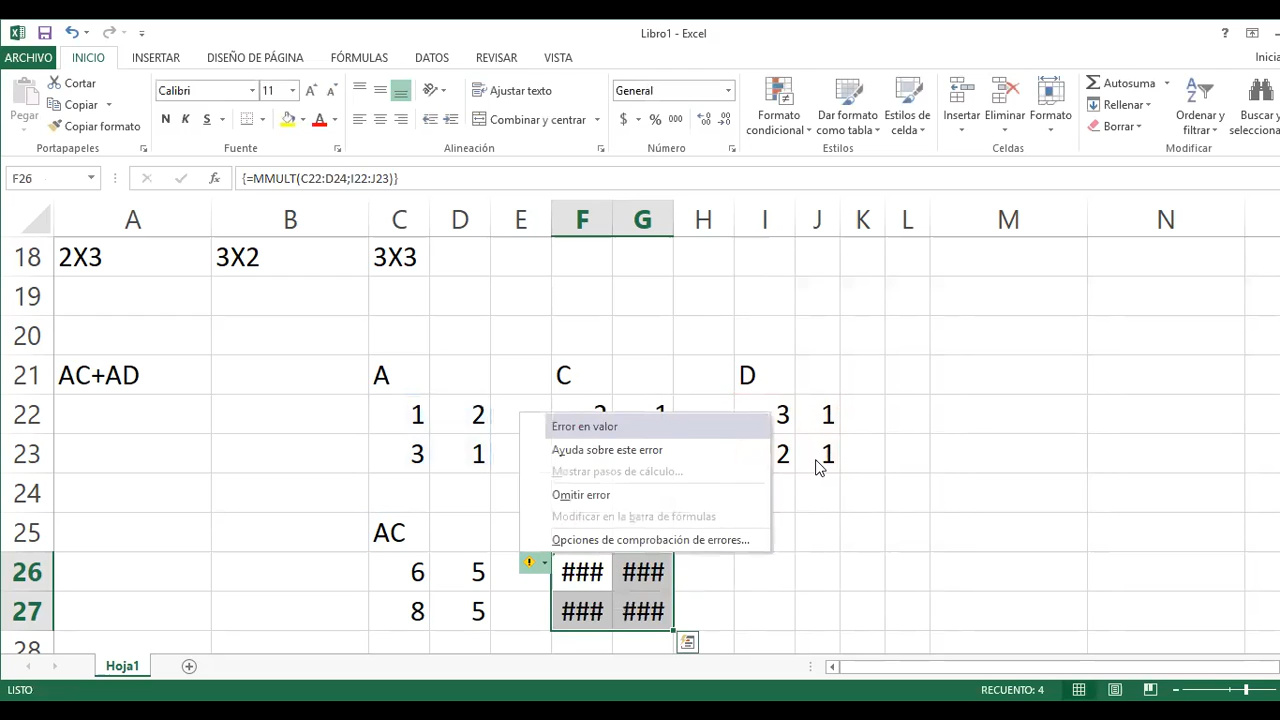 Libro1 - Excel
?
ARCHIVO INICIO INSERTAR DISEÑO DE PÁGINA FÓRMULAS DATOS REVISAR VISTA Inicia
Pegar
Cortar
Copiar
Copiar formato
Portapapeles
Calibri 11
A A
N K S A
Fuente
Ajustar texto
Combinar y centrar
Alineación
General
$ % 000
Número
Formato condicional
Dar formato como tabla
Estilos de celda
Estilos
Insertar Eliminar Formato
Celdas
Autosuma
Rellenar
Borrar
Ordenar y filtrar
Buscar y
selecciona
Modificar
F26 fx {=MMULT(C22:D24;I22:J23)}
A B C D E F G H I J K L M N
18 2X3 3X2 3X3
19
20
21 AC+AD A C D
22 1 2 3 1
23 3 1 2 1
24
25 AC
26 6 5 ### ###
27 8 5 ### ###
28
Error en valor
Ayuda sobre este error
Mostrar pasos de cálculo...
Omitir error
Modificar en la barra de fórmulas
Opciones de comprobación de errores...
Hoja1
LISTO RECUENTO: 4